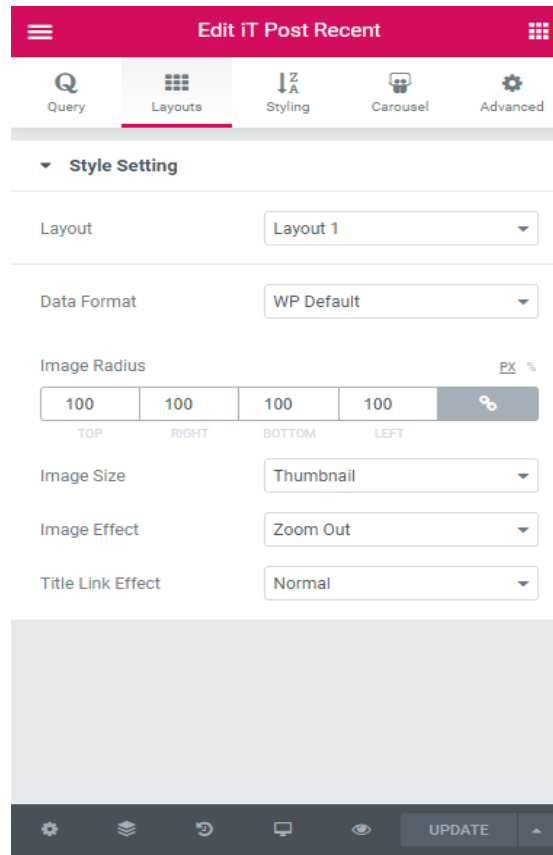 Edit iT Post Recent
Query Layouts Styling Carousel Advanced
Style Setting
Layout Layout 1
Data Format WP Default
Image Radius PX %
100 100 100 100
TOP RIGHT BOTTOM LEFT
Image Size Thumbnail
Image Effect Zoom Out
Title Link Effect Normal
UPDATE